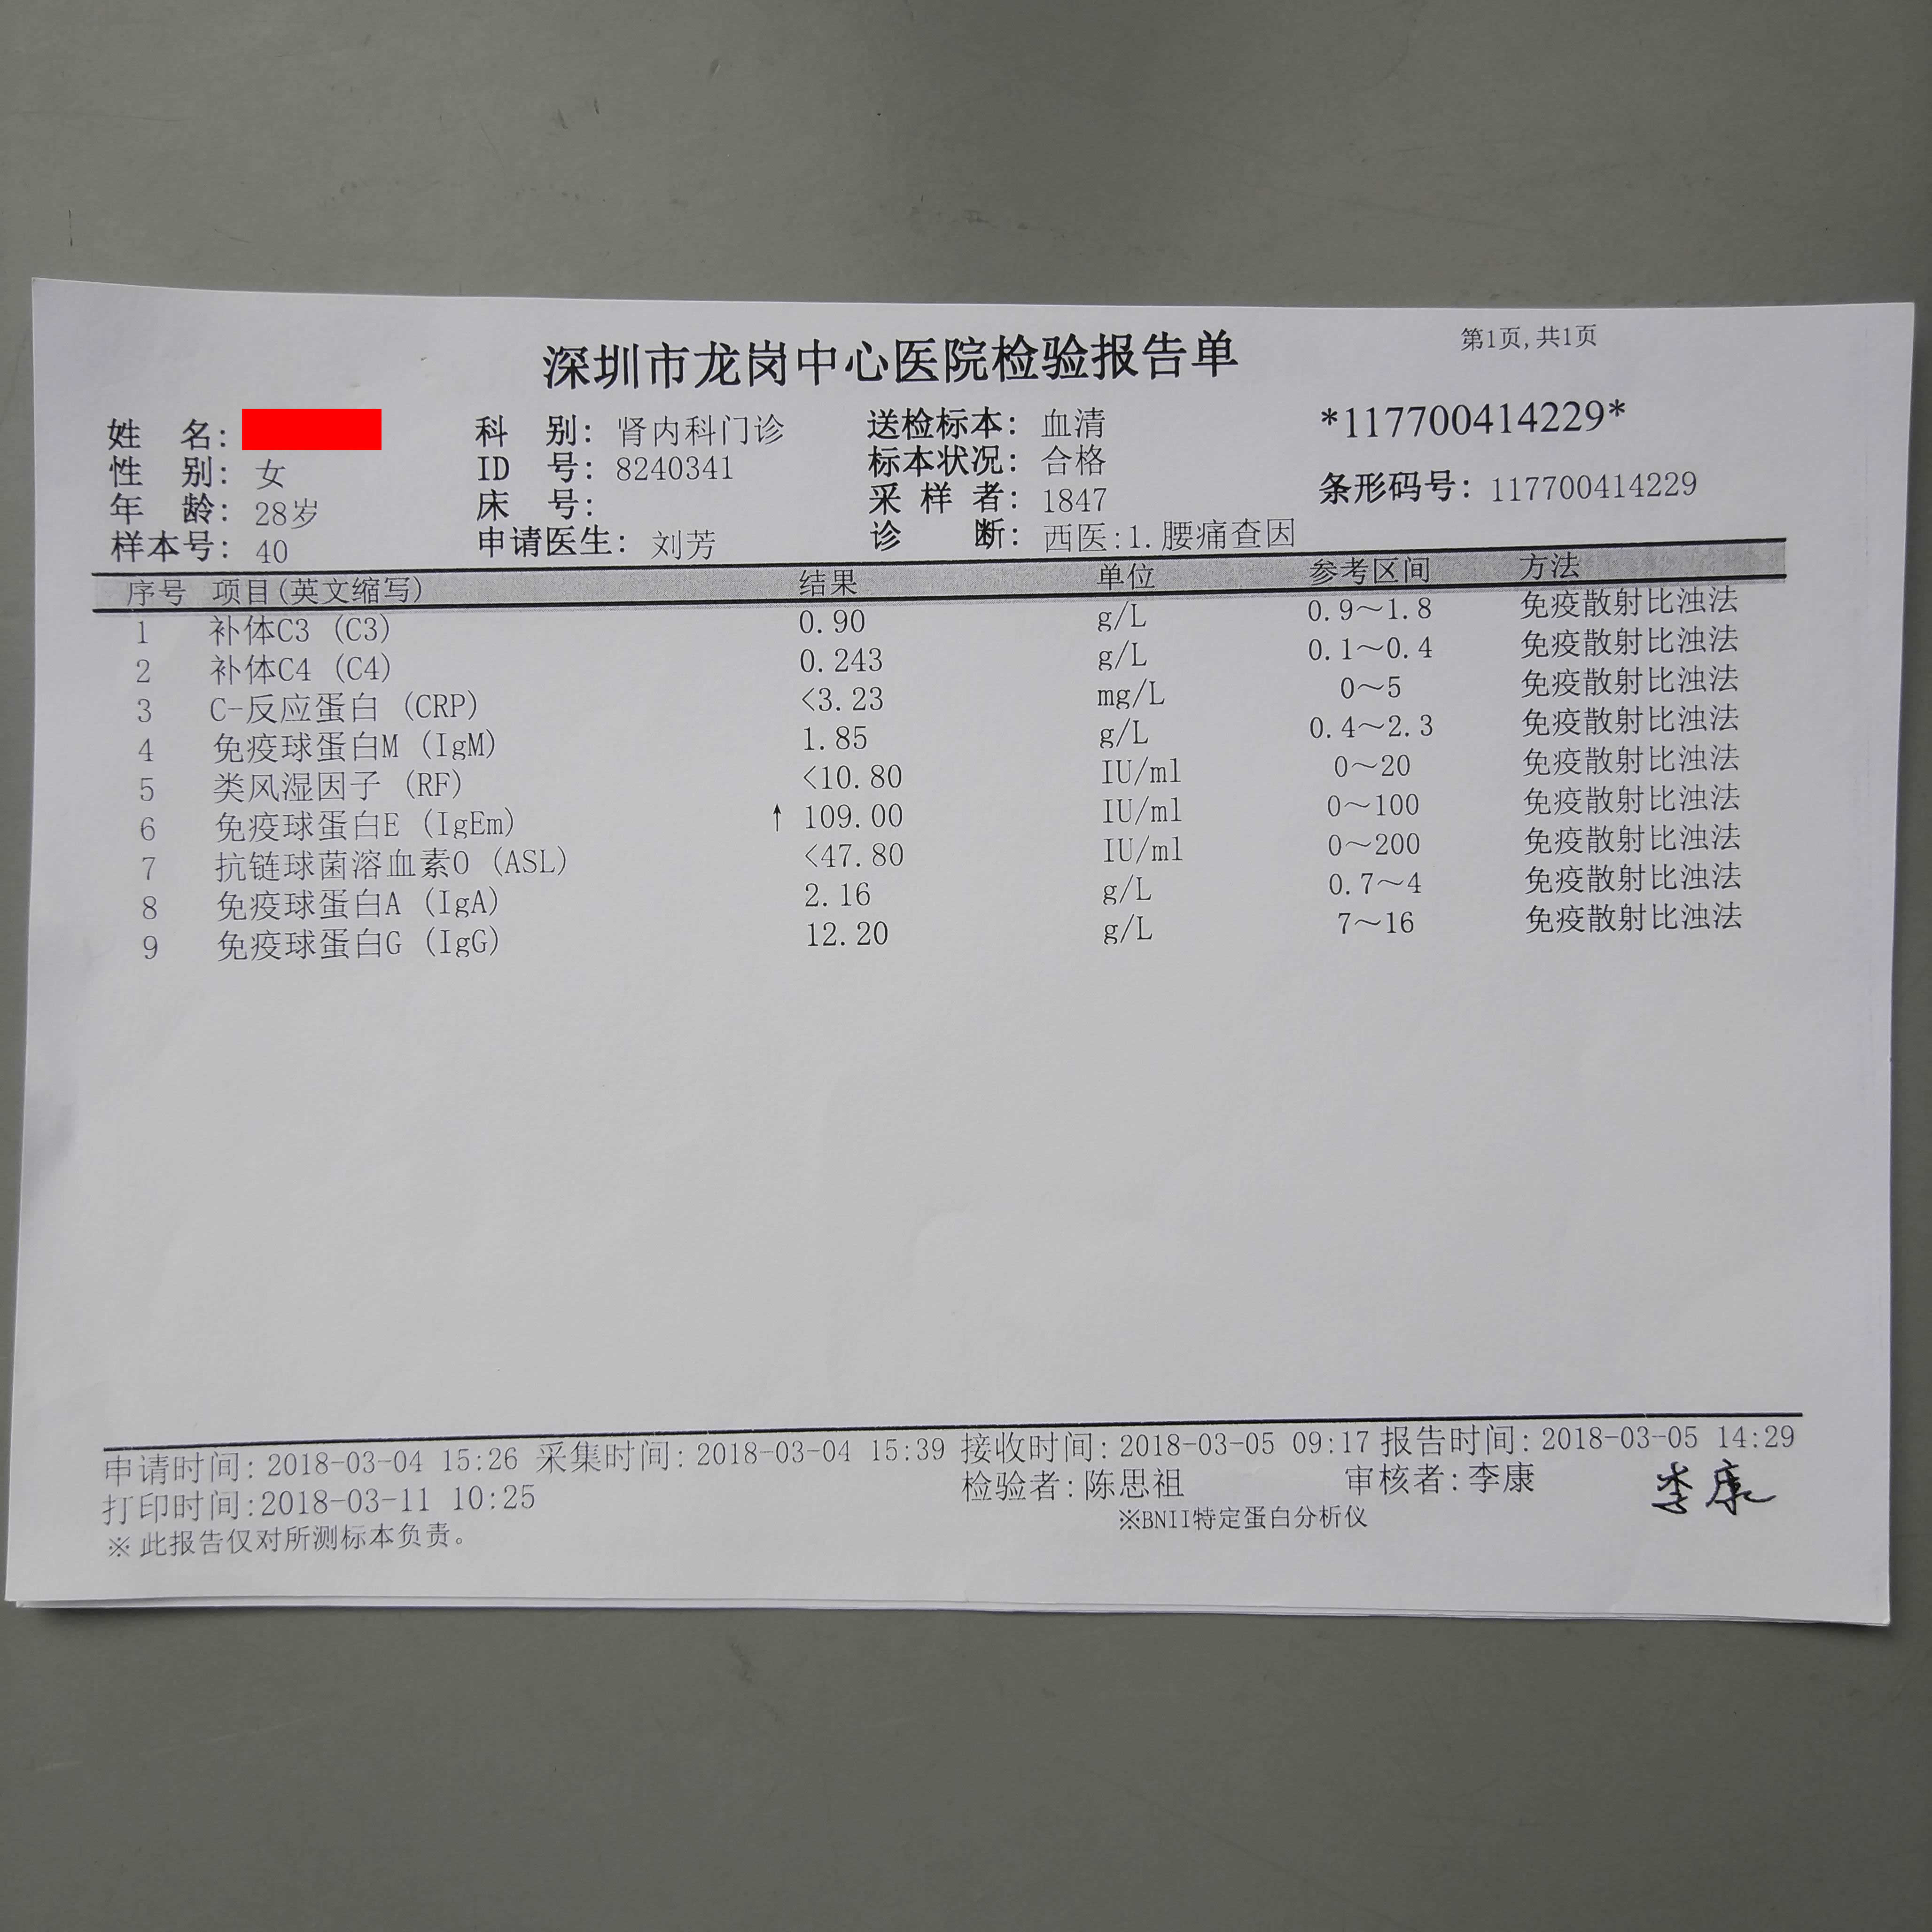 深圳市龙岗中心医院检验报告单 第1页,共1页
姓 名: 科 别: 肾内科门诊 送检标本: 血清 *117700414229*
性 别: 女 ID 号: 8240341 标本状况: 合格
年 龄: 28岁 床 号: 采 样 者: 1847 条形码号: 117700414229
样本号: 40 申请医生: 刘芳 诊 断: 西医:1.腰痛查因
序号 项目(英文缩写) 结果 单位 参考区间 方法
1 补体C3 (C3) 0.90 g/L 0.9～1.8 免疫散射比浊法
2 补体C4 (C4) 0.243 g/L 0.1～0.4 免疫散射比浊法
3 C-反应蛋白 (CRP) <3.23 mg/L 0～5 免疫散射比浊法
4 免疫球蛋白M (IgM) 1.85 g/L 0.4～2.3 免疫散射比浊法
5 类风湿因子 (RF) <10.80 IU/ml 0～20 免疫散射比浊法
6 免疫球蛋白E (IgEm) ↑ 109.00 IU/ml 0～100 免疫散射比浊法
7 抗链球菌溶血素O (ASL) <47.80 IU/ml 0～200 免疫散射比浊法
8 免疫球蛋白A (IgA) 2.16 g/L 0.7～4 免疫散射比浊法
9 免疫球蛋白G (IgG) 12.20 g/L 7～16 免疫散射比浊法
申请时间: 2018-03-04 15:26 采集时间: 2018-03-04 15:39 接收时间: 2018-03-05 09:17 报告时间: 2018-03-05 14:29
打印时间:2018-03-11 10:25 检验者: 陈思祖 审核者: 李康 李康
※ 此报告仅对所测标本负责。 ※BNII特定蛋白分析仪